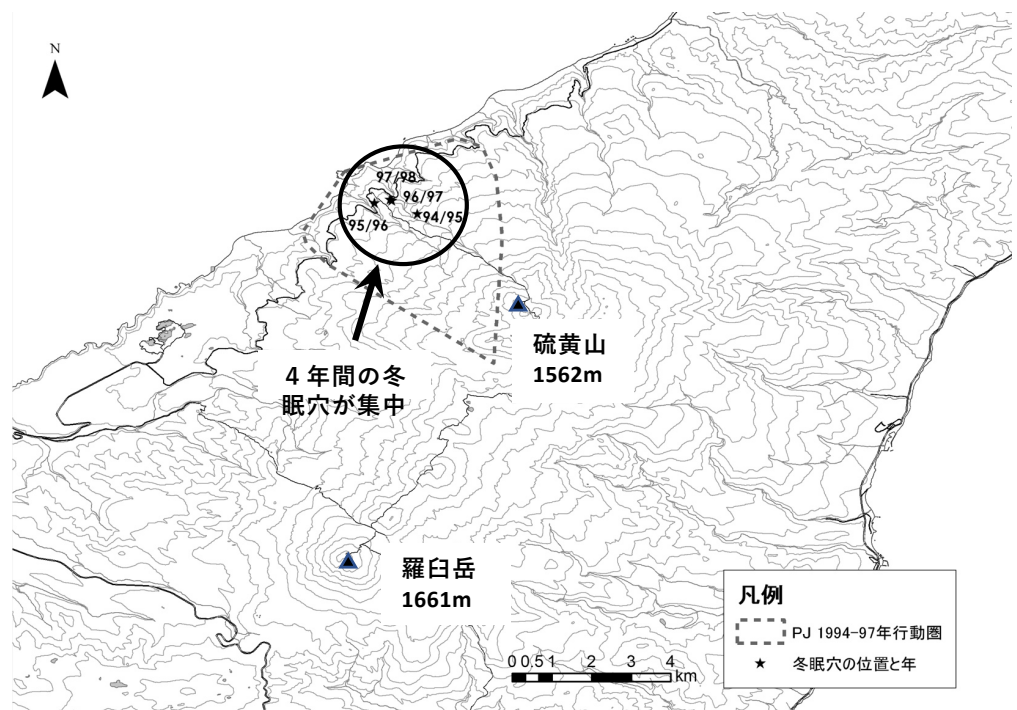 N
97/98
96/97
94/95
95/96
硫黄山
1562m
４年間の冬
眠穴が集中
羅臼岳
1661m
凡例
PJ 1994-97年行動圏
冬眠穴の位置と年
0 0.5 1 2 3 4
km